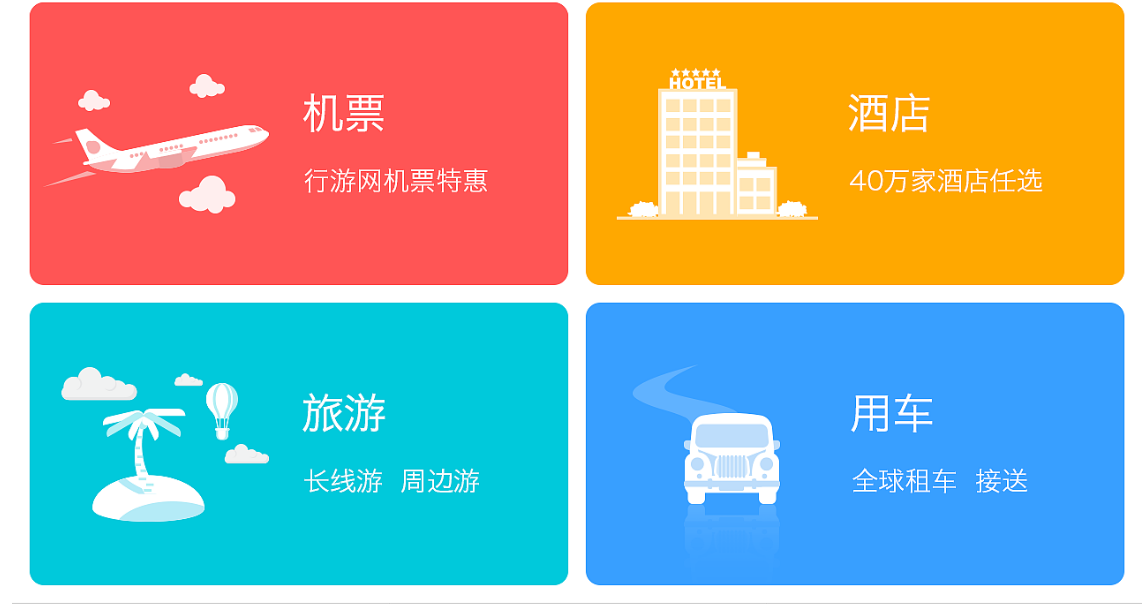 机票
行游网机票特惠
HOTEL
酒店
40万家酒店任选
旅游
长线游 周边游
用车
全球租车 接送